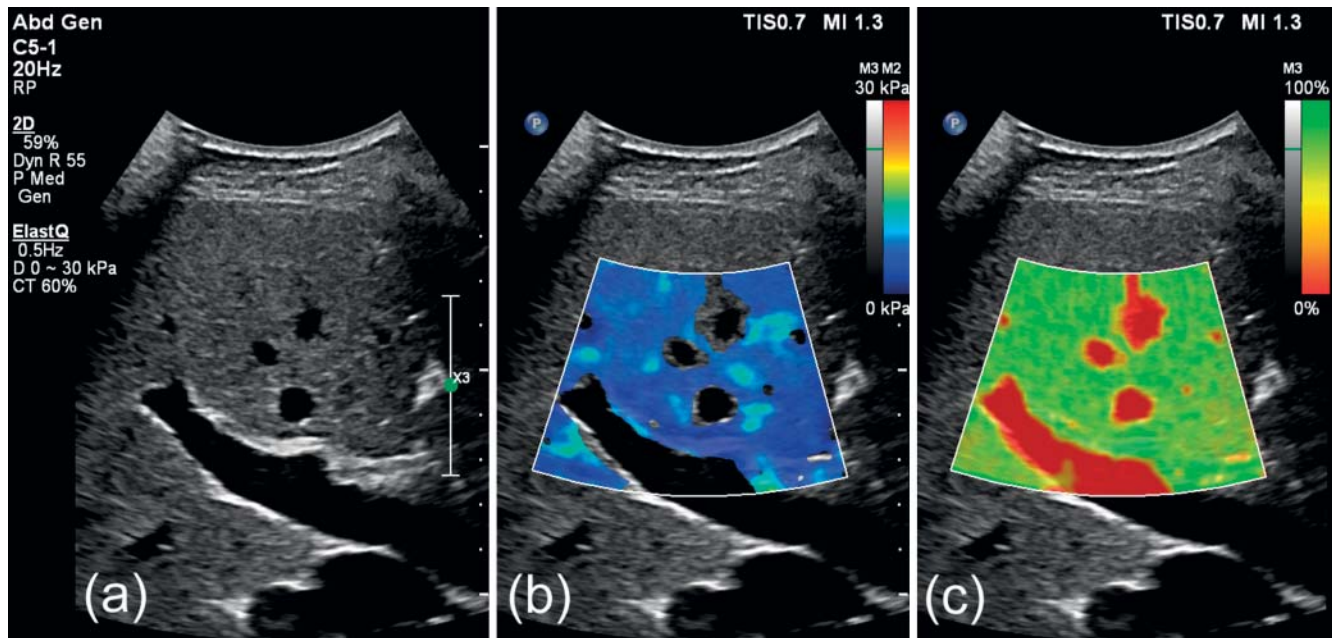 Abd Gen
C5-1
20Hz
RP
2D
59%
Dyn R 55
P Med
Gen
ElastQ
0.5Hz
D 0 ~ 30 kPa
CT 60%
X3
(a)
TIS0.7 MI 1.3
M3 M2
30 kPa
P
0 kPa
(b)
TIS0.7 MI 1.3
M3
100%
P
0%
(c)